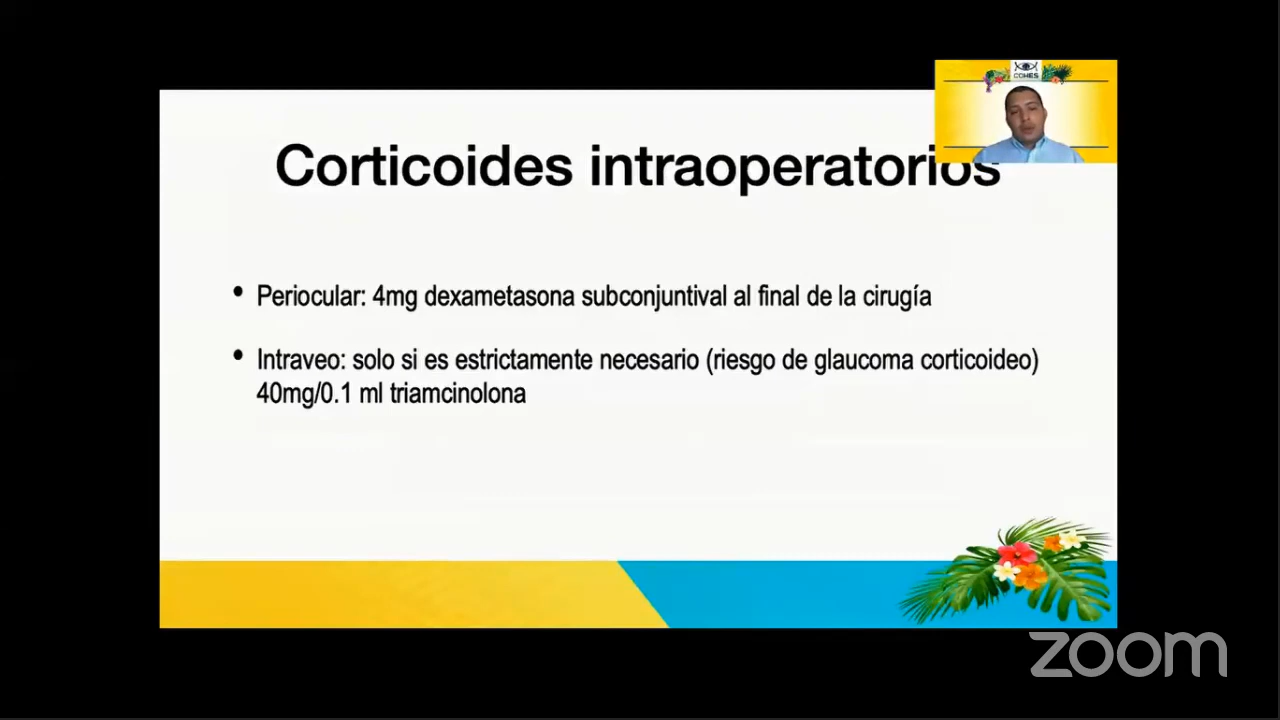 COHES
Corticoides intraoperatorios
• Periocular: 4mg dexametasona subconjuntival al final de la cirugía
• Intraveo: solo si es estrictamente necesario (riesgo de glaucoma corticoideo)
40mg/0.1 ml triamcinolona
zoom